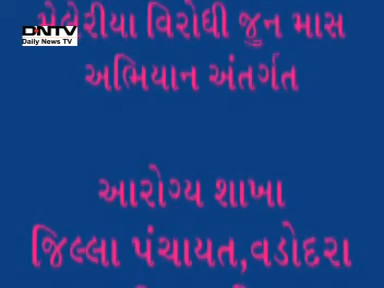 DNTV
Daily News TV
મેલેરીયા વિરોધી જુન માસ
અભિયાન અંતર્ગત
આરોગ્ય શાખા
જિલ્લા પંચાયત,વડોદરા